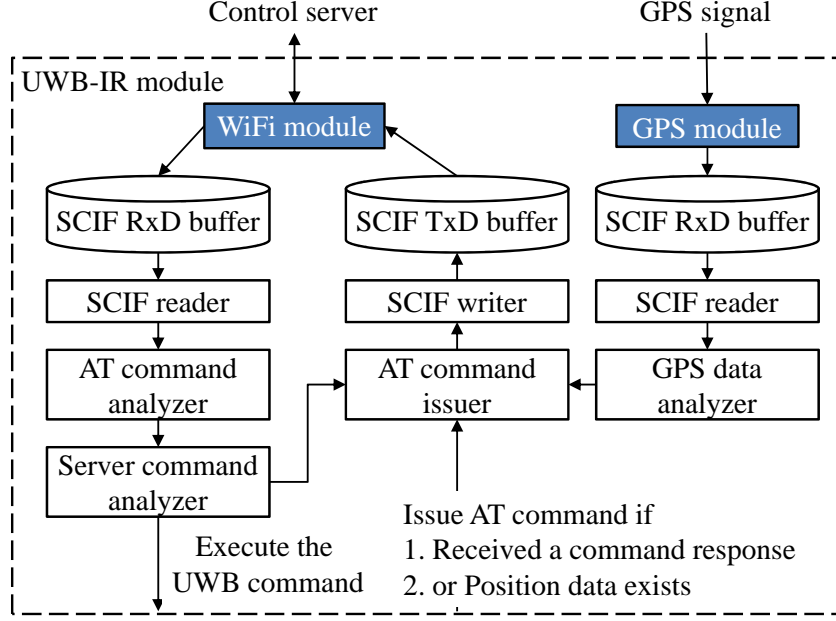 Control server
GPS signal
UWB-IR module
WiFi module
GPS module
SCIF RxD buffer
SCIF TxD buffer
SCIF RxD buffer
SCIF reader
SCIF writer
SCIF reader
AT command
analyzer
AT command
issuer
GPS data
analyzer
Server command
analyzer
Execute the
UWB command
Issue AT command if
1. Received a command response
2. or Position data exists